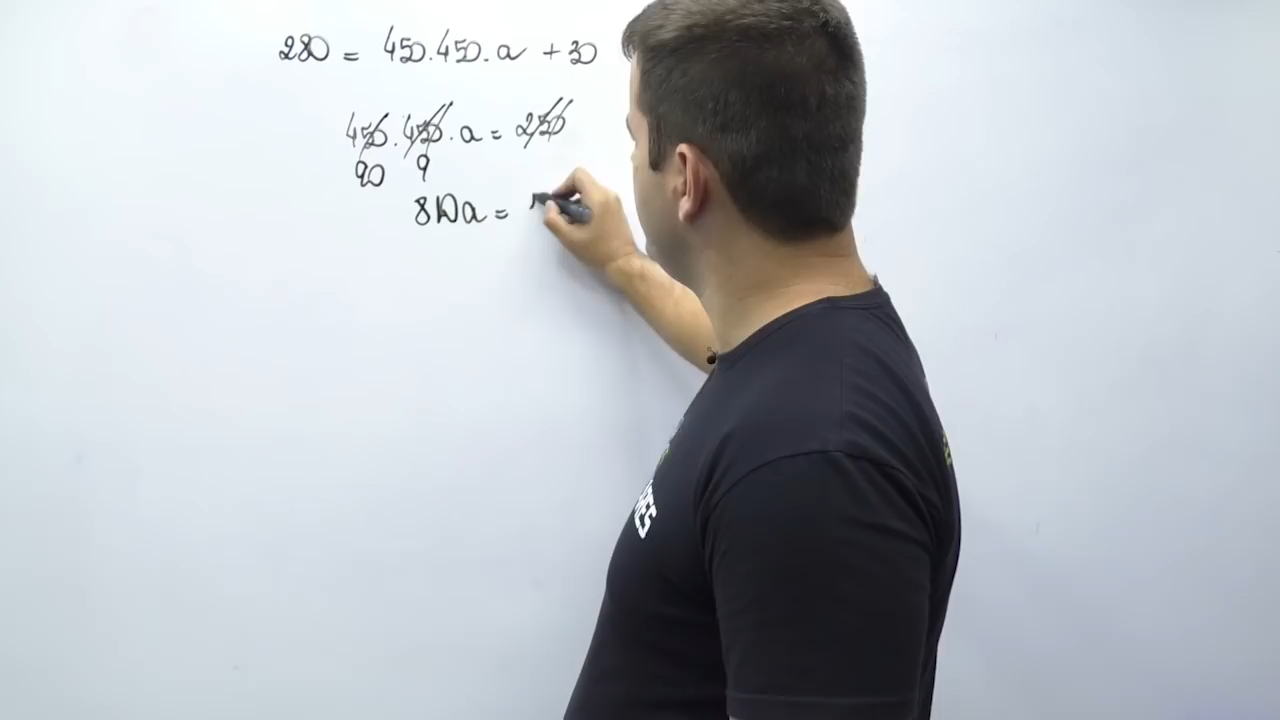 280 = 450.450.a + 30
450.450.a = 250
90 9
810a =